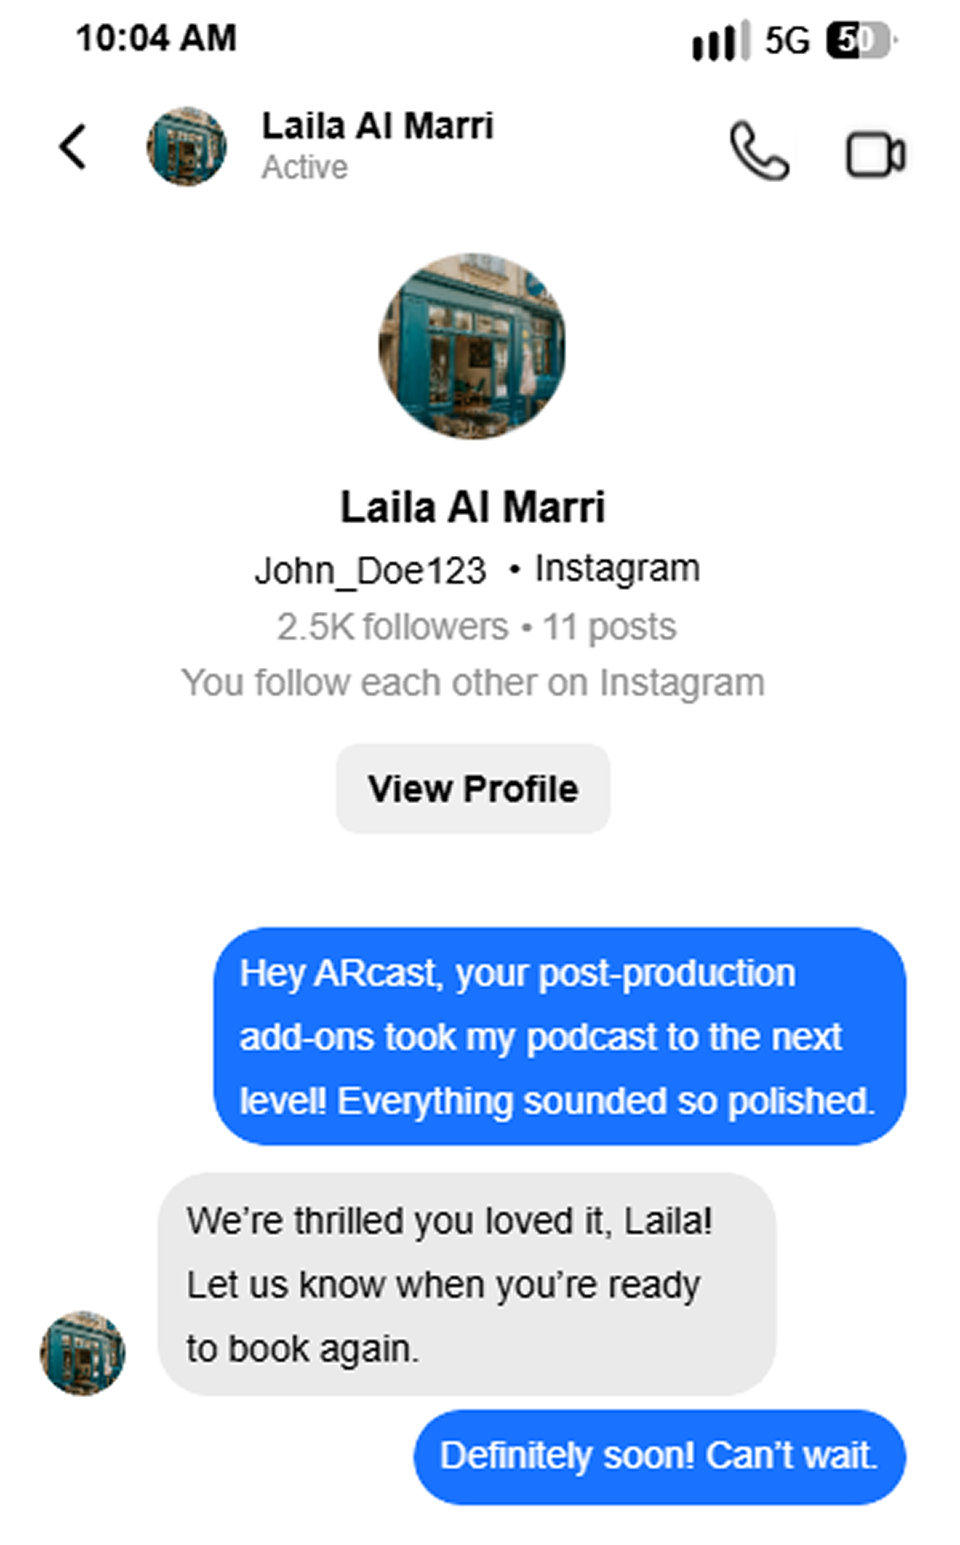 10:04 AM
5G 50
Laila Al Marri
Active
Laila Al Marri
John_Doe123 • Instagram
2.5K followers • 11 posts
You follow each other on Instagram
View Profile
Hey ARcast, your post-production
add-ons took my podcast to the next
level! Everything sounded so polished.
We’re thrilled you loved it, Laila!
Let us know when you’re ready
to book again.
Definitely soon! Can’t wait.